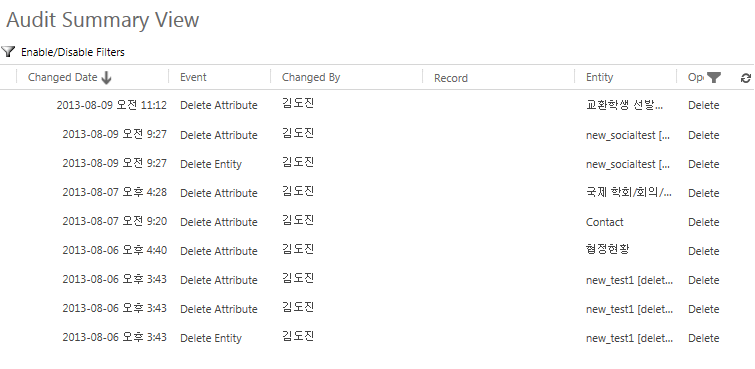 Audit Summary View
Enable/Disable Filters
Changed Date Event Changed By Record Entity Ope
2013-08-09 오전 11:12 Delete Attribute 김도진 교환학생 선발... Delete
2013-08-09 오전 9:27 Delete Attribute 김도진 new_socialtest [... Delete
2013-08-09 오전 9:27 Delete Entity 김도진 new_socialtest [... Delete
2013-08-07 오후 4:28 Delete Attribute 김도진 국제 학회/회의/... Delete
2013-08-07 오전 9:20 Delete Attribute 김도진 Contact Delete
2013-08-06 오후 4:40 Delete Attribute 김도진 협정현황 Delete
2013-08-06 오후 3:43 Delete Attribute 김도진 new_test1 [delet... Delete
2013-08-06 오후 3:43 Delete Attribute 김도진 new_test1 [delet... Delete
2013-08-06 오후 3:43 Delete Entity 김도진 new_test1 [delet... Delete